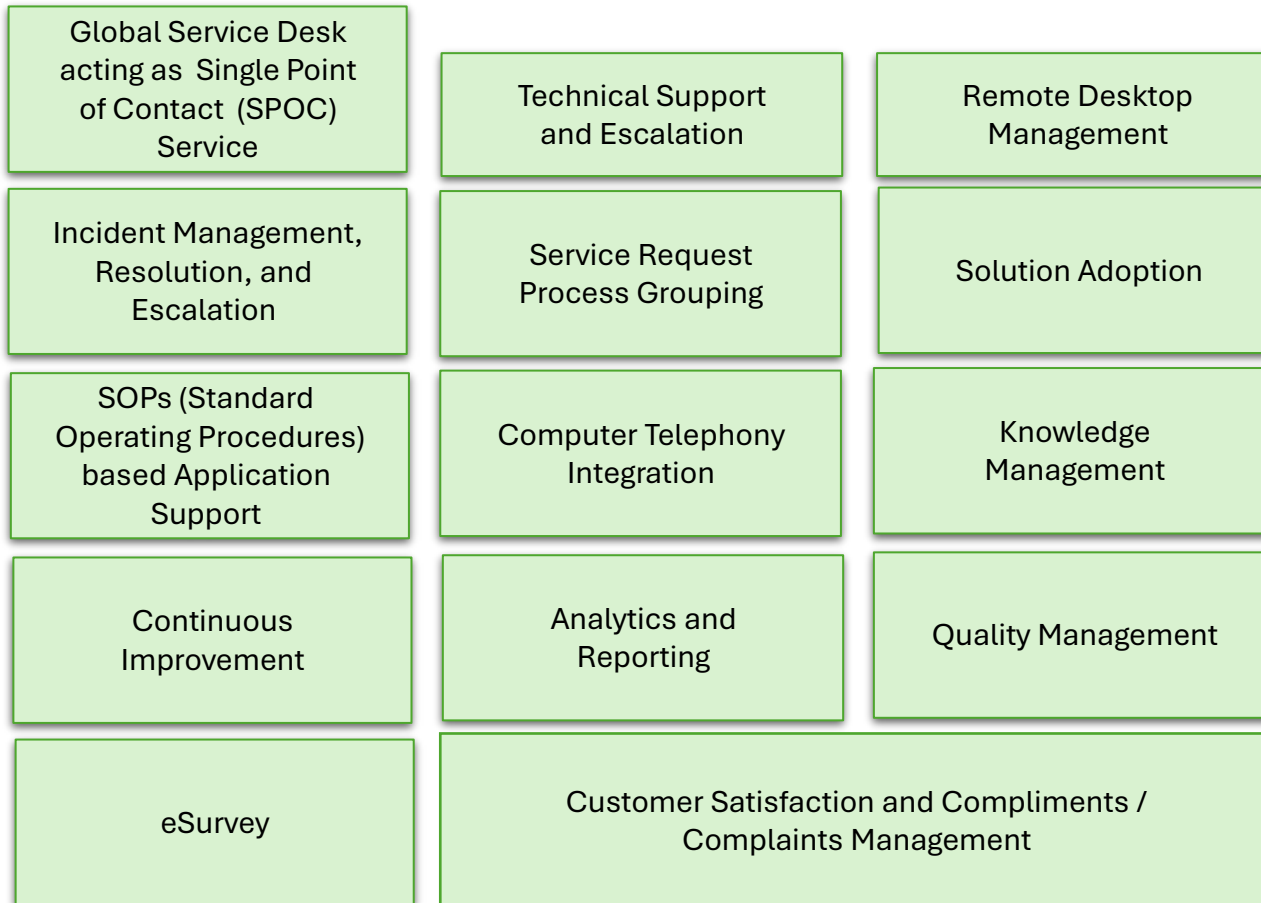 Global Service Desk
acting as  Single Point
of Contact  (SPOC)
Service
Technical Support
and Escalation
Remote Desktop
Management
Incident Management,
Resolution, and
Escalation
Service Request
Process Grouping
Solution Adoption
SOPs (Standard
Operating Procedures)
based Application
Support
Computer Telephony
Integration
Knowledge
Management
Continuous
Improvement
Analytics and
Reporting
Quality Management
eSurvey
Customer Satisfaction and Compliments /
Complaints Management